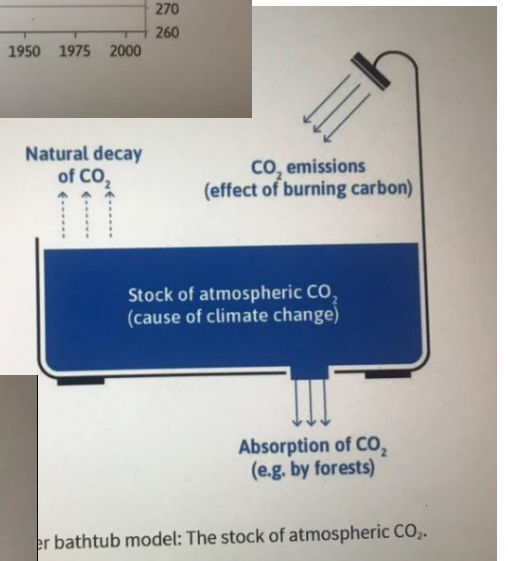 270
260
1950 1975 2000
Natural decay
of CO₂
CO₂ emissions
(effect of burning carbon)
Stock of atmospheric CO₂
(cause of climate change)
Absorption of CO₂
(e.g. by forests)
er bathtub model: The stock of atmospheric CO₂.